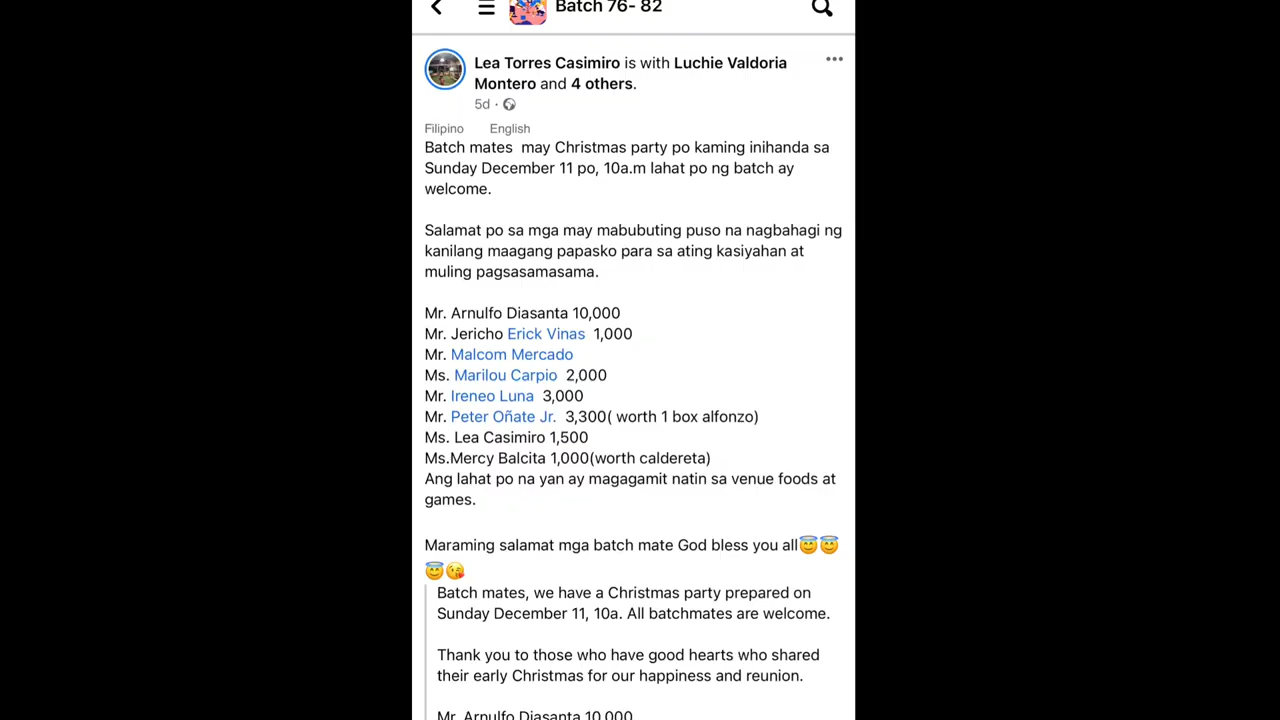 Batch 76- 82
Lea Torres Casimiro is with Luchie Valdoria
Montero and 4 others.
5d ·
Filipino English
Batch mates may Christmas party po kaming inihanda sa
Sunday December 11 po, 10a.m lahat po ng batch ay
welcome.
Salamat po sa mga may mabubuting puso na nagbahagi ng
kanilang maagang papasko para sa ating kasiyahan at
muling pagsasamasama.
Mr. Arnulfo Diasanta 10,000
Mr. Jericho Erick Vinas 1,000
Mr. Malcom Mercado
Ms. Marilou Carpio 2,000
Mr. Ireneo Luna 3,000
Mr. Peter Oñate Jr. 3,300( worth 1 box alfonzo)
Ms. Lea Casimiro 1,500
Ms.Mercy Balcita 1,000(worth caldereta)
Ang lahat po na yan ay magagamit natin sa venue foods at
games.
Maraming salamat mga batch mate God bless you all😇😇
😇😘
Batch mates, we have a Christmas party prepared on
Sunday December 11, 10a. All batchmates are welcome.
Thank you to those who have good hearts who shared
their early Christmas for our happiness and reunion.
Mr. Arnulfo Diasanta 10,000